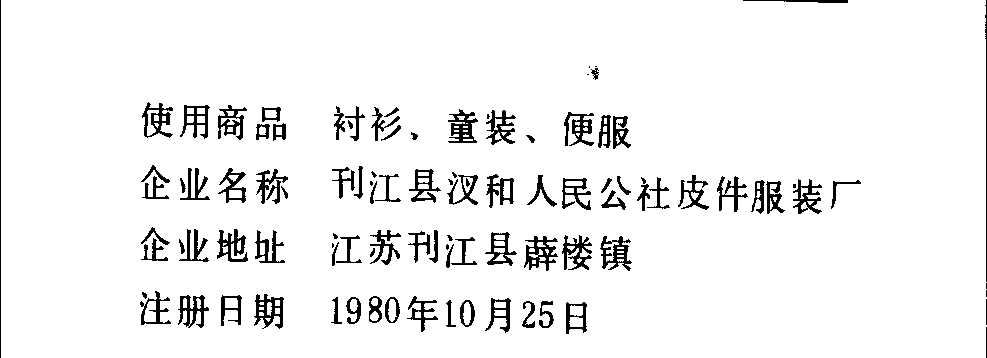 使用商品 衬衫、童装、便服
企业名称 刊江县汊和人民公社皮件服装厂
企业地址 江苏刊江县薛楼镇
注册日期 1980年10月25日